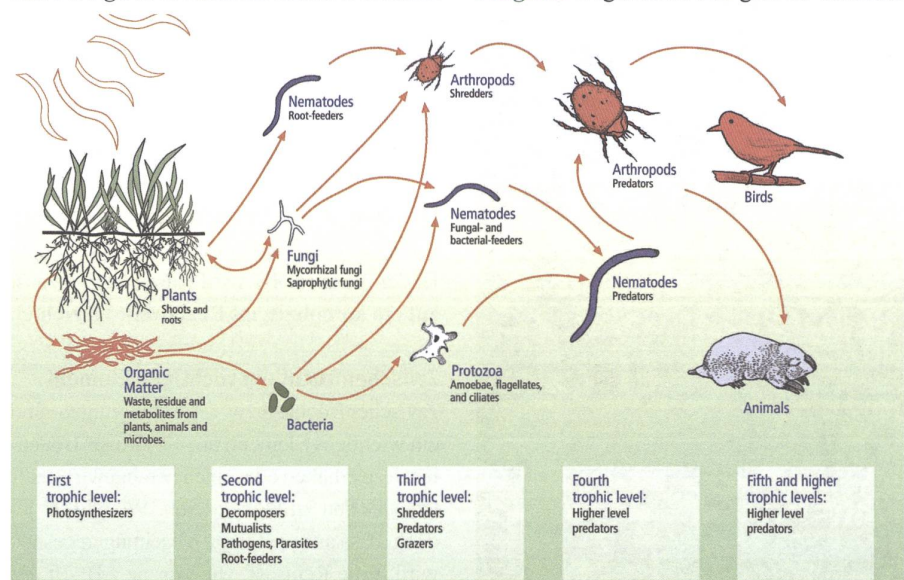 Nematodes
Root-feeders
Arthropods
Shredders
Arthropods
Predators
Birds
Nematodes
Fungal- and
bacterial-feeders
Fungi
Mycorrhizal fungi
Saprophytic fungi
Plants
Shoots and
roots
Nematodes
Predators
Organic
Matter
Waste, residue and
metabolites from
plants, animals and
microbes.
Bacteria
Protozoa
Amoebae, flagellates,
and ciliates
Animals
First
trophic level:
Photosynthesizers
Second
trophic level:
Decomposers
Mutualists
Pathogens, Parasites
Root-feeders
Third
trophic level:
Shredders
Predators
Grazers
Fourth
trophic level:
Higher level
predators
Fifth and higher
trophic levels:
Higher level
predators